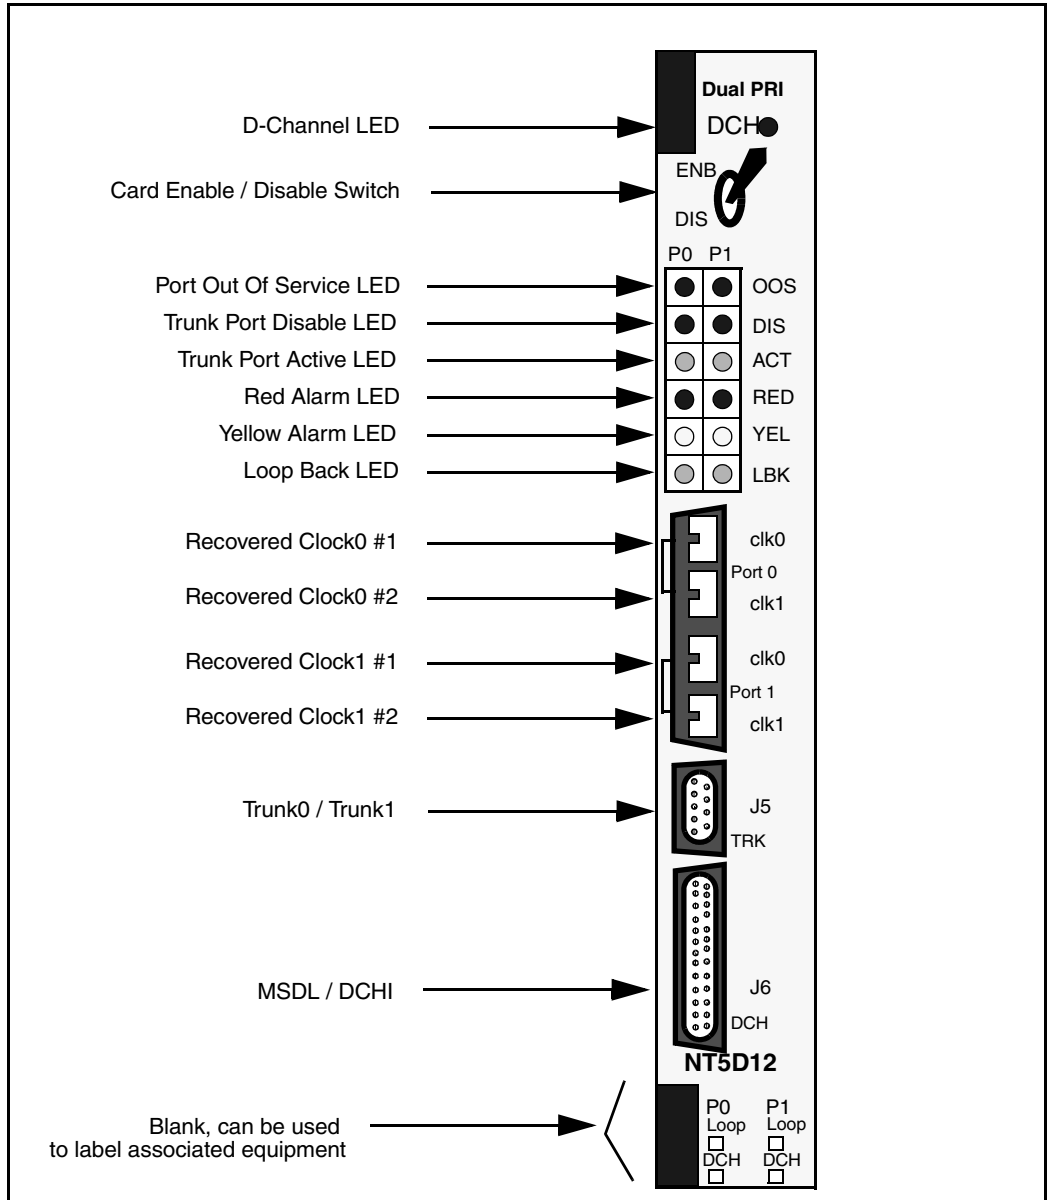 Dual PRI
D-Channel LED
DCH
Card Enable / Disable Switch
ENB
DIS
P0 P1
Port Out Of Service LED
OOS
Trunk Port Disable LED
DIS
Trunk Port Active LED
ACT
Red Alarm LED
RED
Yellow Alarm LED
YEL
Loop Back LED
LBK
Recovered Clock0 #1
clk0
Port 0
Recovered Clock0 #2
clk1
Recovered Clock1 #1
clk0
Port 1
Recovered Clock1 #2
clk1
Trunk0 / Trunk1
J5
TRK
MSDL / DCHI
J6
DCH
NT5D12
Blank, can be used
to label associated equipment
P0 P1
Loop Loop
DCH DCH